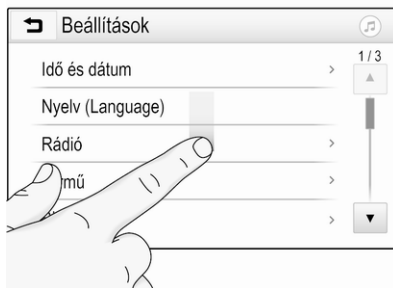 Beállítások
1 / 3
Idő és dátum
Nyelv (Language)
Rádió